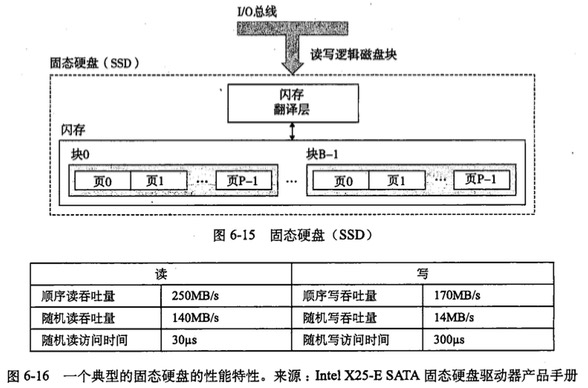 I/O总线
读写逻辑磁盘块
固态硬盘（SSD）
闪存
翻译层
闪存
块0
块B-1
页0 页1 … 页P-1 … 页0 页1 … 页P-1
图 6-15 固态硬盘（SSD）
读 写
顺序读吞吐量 250MB/s 顺序写吞吐量 170MB/s
随机读吞吐量 140MB/s 随机写吞吐量 14MB/s
随机读访问时间 30μs 随机写访问时间 300μs
图 6-16 一个典型的固态硬盘的性能特性。来源：Intel X25-E SATA 固态硬盘驱动器产品手册